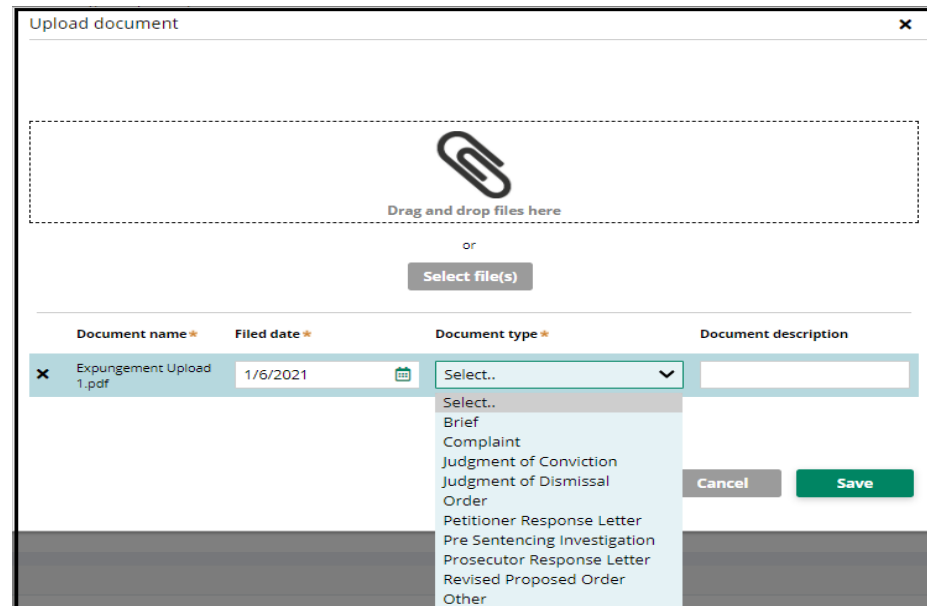 Upload document
Drag and drop files here
or
Select file(s)
Document name* Filed date* Document type* Document description
Expungement Upload
1.pdf
1/6/2021
Select..
Select..
Brief
Complaint
Judgment of Conviction
Judgment of Dismissal
Order
Petitioner Response Letter
Pre Sentencing Investigation
Prosecutor Response Letter
Revised Proposed Order
Other
Cancel Save